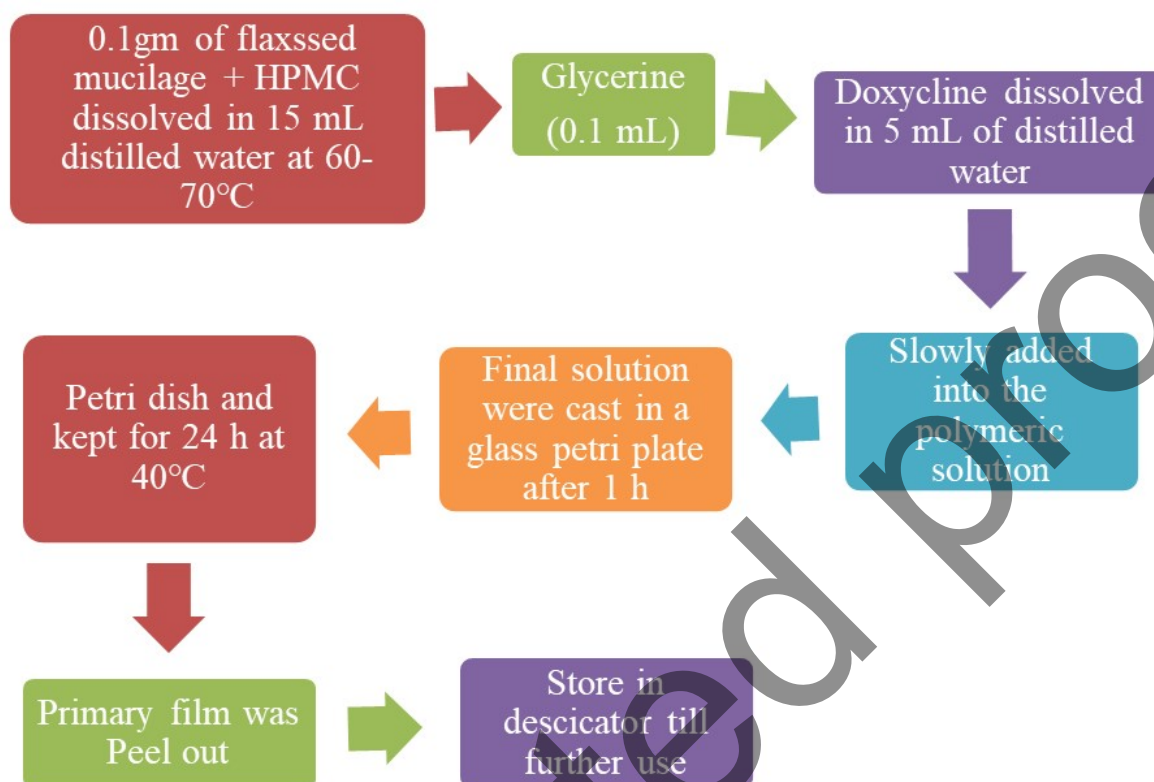 0.1gm of flaxssed
mucilage + HPMC
dissolved in 15 mL
distilled water at 60-
70°C
Glycerine
(0.1 mL)
Doxycline dissolved
in 5 mL of distilled
water
Slowly added
into the
polymeric
solution
Final solution
were cast in a
glass petri plate
after 1 h
Petri dish and
kept for 24 h at
40°C
Primary film was
Peel out
Store in
descicator till
further use
ted pro